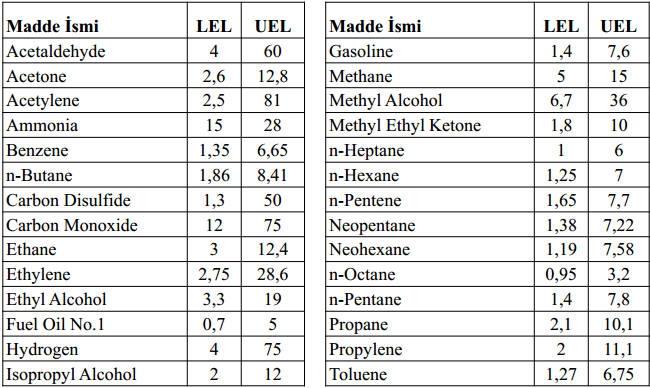 Madde İsmi LEL UEL
Acetaldehyde 4 60
Acetone 2,6 12,8
Acetylene 2,5 81
Ammonia 15 28
Benzene 1,35 6,65
n-Butane 1,86 8,41
Carbon Disulfide 1,3 50
Carbon Monoxide 12 75
Ethane 3 12,4
Ethylene 2,75 28,6
Ethyl Alcohol 3,3 19
Fuel Oil No.1 0,7 5
Hydrogen 4 75
Isopropyl Alcohol 2 12
Madde İsmi LEL UEL
Gasoline 1,4 7,6
Methane 5 15
Methyl Alcohol 6,7 36
Methyl Ethyl Ketone 1,8 10
n-Heptane 1 6
n-Hexane 1,25 7
n-Pentene 1,65 7,7
Neopentane 1,38 7,22
Neohexane 1,19 7,58
n-Octane 0,95 3,2
n-Pentane 1,4 7,8
Propane 2,1 10,1
Propylene 2 11,1
Toluene 1,27 6,75